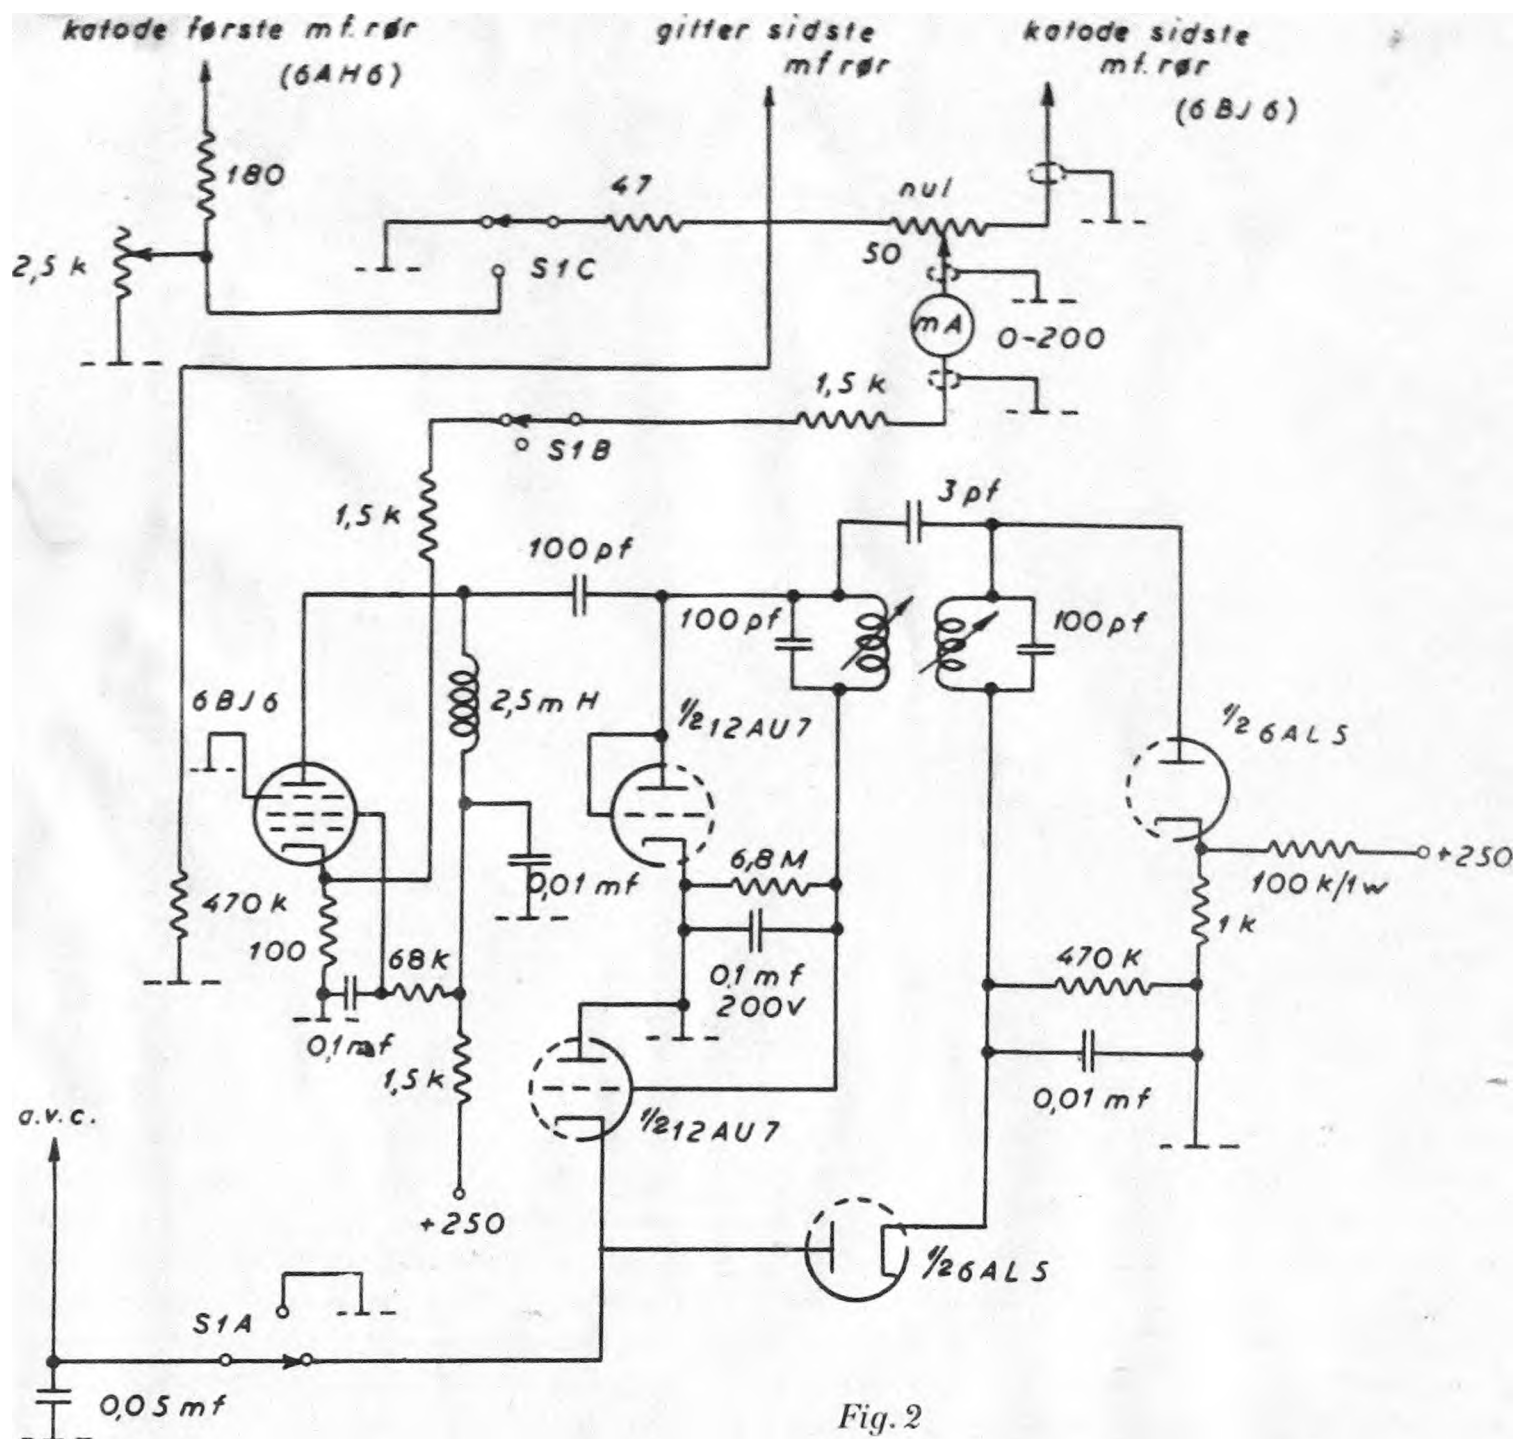 katode første mf. rør
(6AH6)
gitter sidste
mf rør
katode sidste
mf. rør
(6BJ6)
180
47
nul
2,5 k
S1C
50
mA
0-200
1,5 k
S1B
1,5 k
3 pf
100 pf
100 pf
100 pf
6BJ6
2,5 mH
½ 12AU7
½ 6AL5
6,8 M
+250
0,01 mf
100 k/1w
470 k
100
68 k
1 k
470 K
0,1 mf
200V
0,1 mf
1,5 k
0,01 mf
a.v.c.
½ 12AU7
+250
½ 6AL5
S1A
0,05 mf
Fig. 2